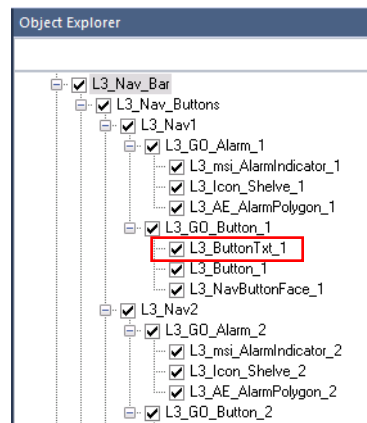 Object Explorer
L3_Nav_Bar
L3_Nav_Buttons
L3_Nav1
L3_GO_Alarm_1
L3_msi_AlarmIndicator_1
L3_Icon_Shelve_1
L3_AE_AlarmPolygon_1
L3_GO_Button_1
L3_ButtonTxt_1
L3_Button_1
L3_NavButtonFace_1
L3_Nav2
L3_GO_Alarm_2
L3_msi_AlarmIndicator_2
L3_Icon_Shelve_2
L3_AE_AlarmPolygon_2
L3_GO_Button_2